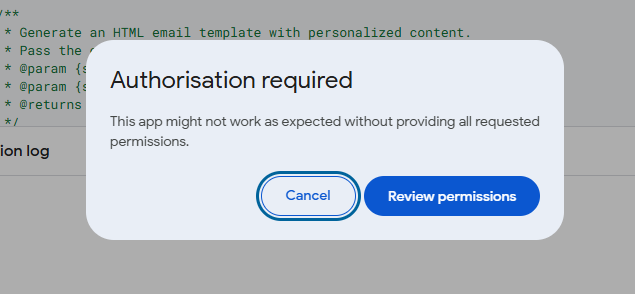 /**
* Generate an HTML email template with personalized content.
* Pass the
* @param {s
* @param {s
* @returns
*/
Authorisation required
This app might not work as expected without providing all requested
permissions.
ion log
Cancel
Review permissions